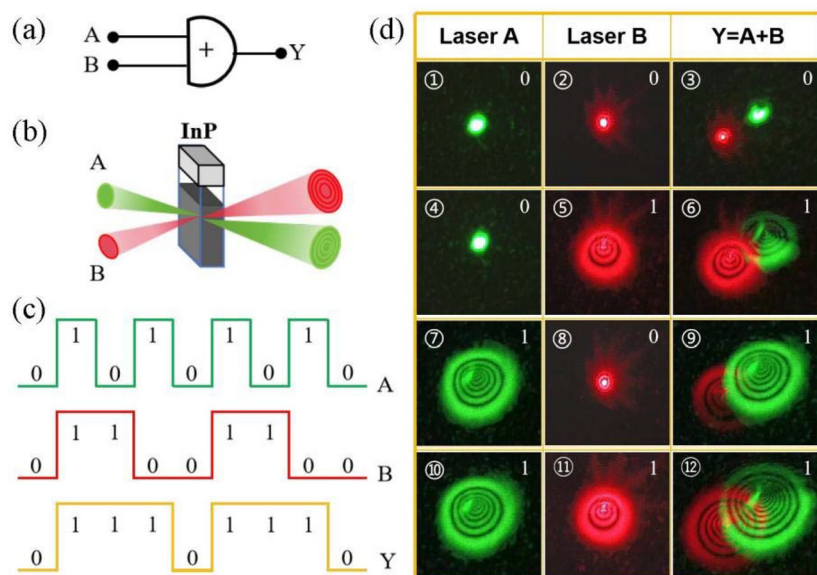 (a)
A
B
+
Y
(b)
InP
A
B
(c)
1 1 1 1
0 0 0 0 0
A
1 1 1 1
0 0 0 0 0
B
1 1 1 1 1 1
0 0 0
Y
(d)
Laser A Laser B Y=A+B
① 0 ② 0 ③ 0
④ 0 ⑤ 1 ⑥ 1
⑦ 1 ⑧ 0 ⑨ 1
⑩ 1 ⑪ 1 ⑫ 1